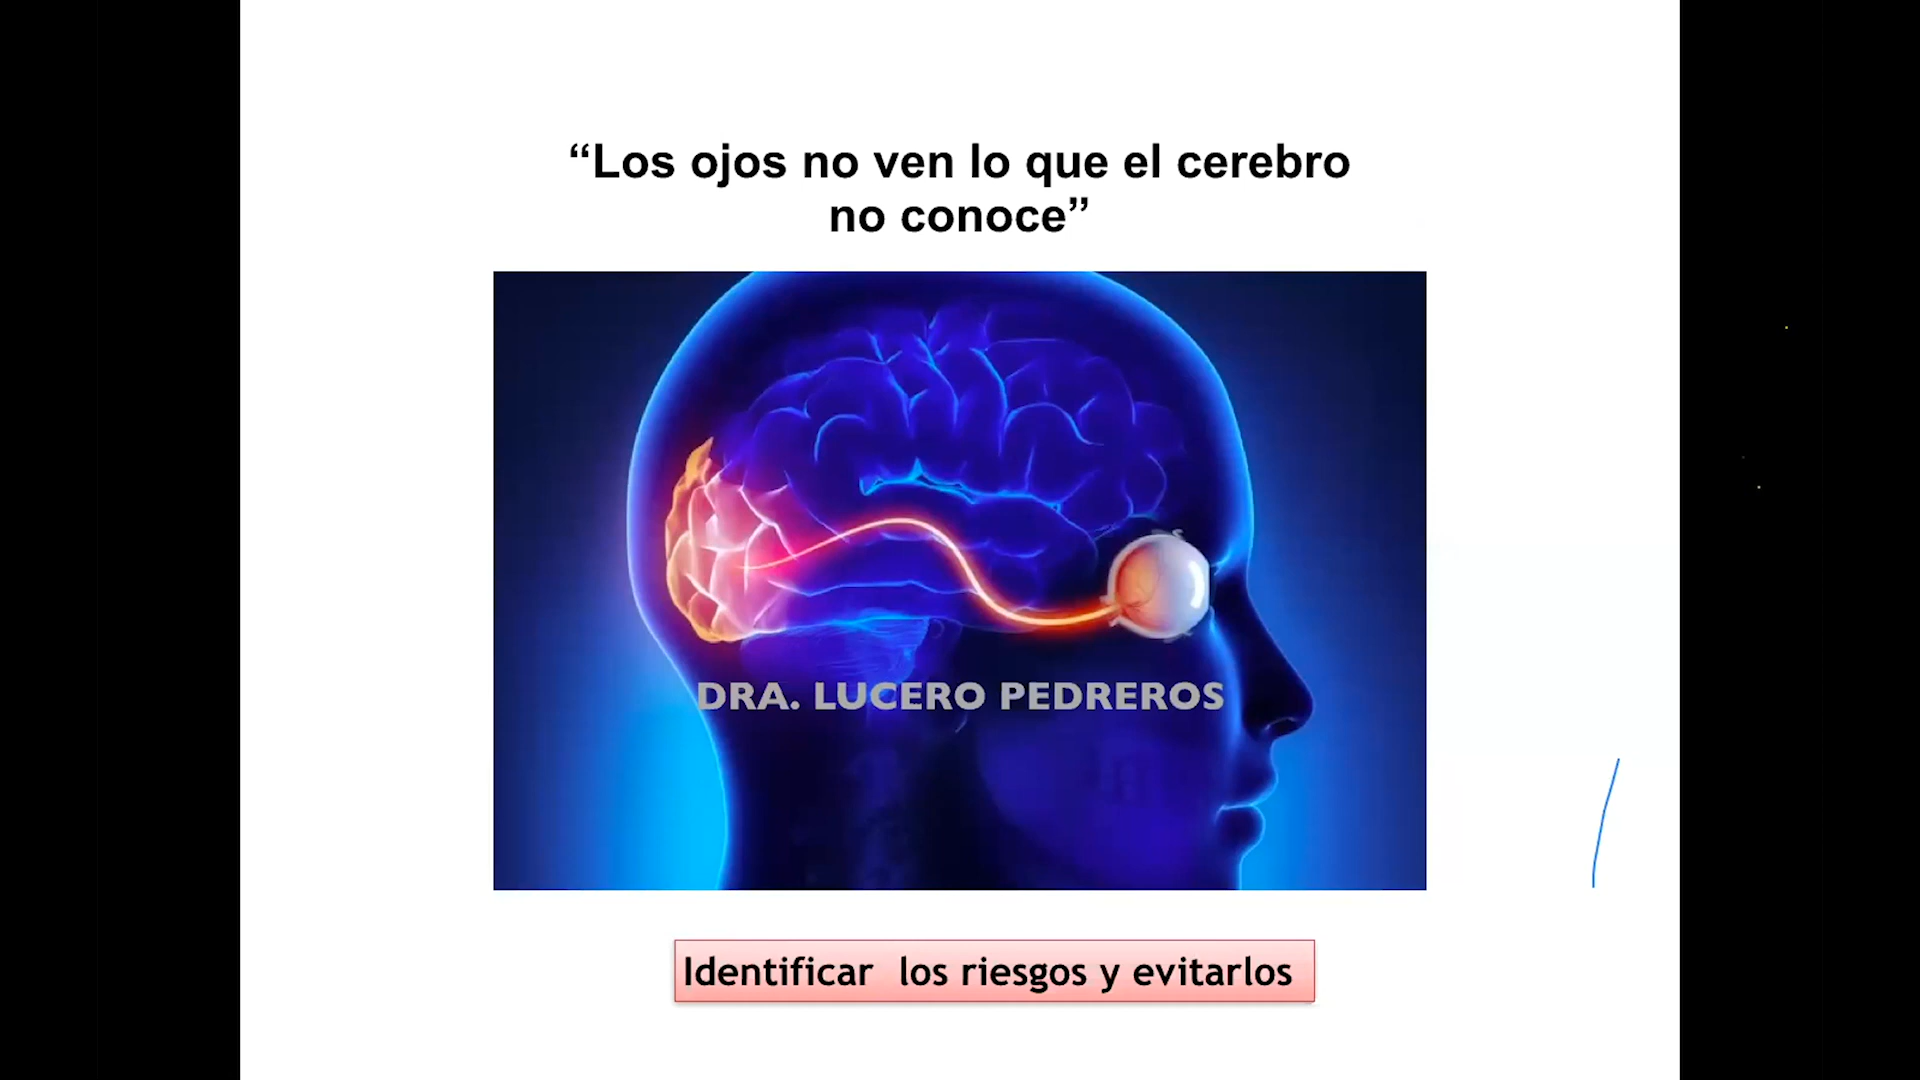 “Los ojos no ven lo que el cerebro
no conoce”
DRA. LUCERO PEDREROS
Identificar los riesgos y evitarlos